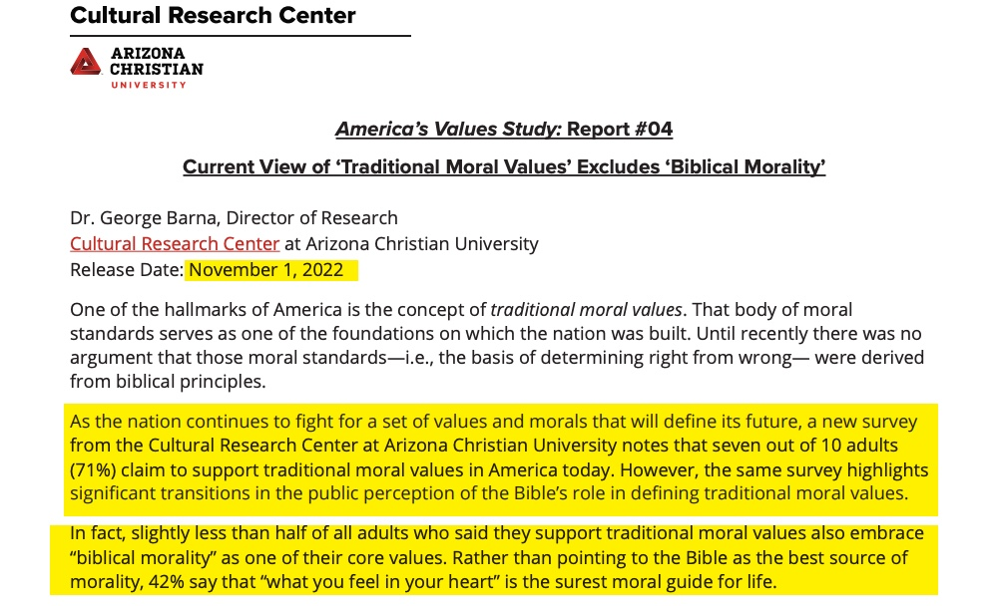 Cultural Research Center
ARIZONA
CHRISTIAN
UNIVERSITY
America’s Values Study: Report #04
Current View of ‘Traditional Moral Values’ Excludes ‘Biblical Morality’
Dr. George Barna, Director of Research
Cultural Research Center at Arizona Christian University
Release Date: November 1, 2022
One of the hallmarks of America is the concept of traditional moral values. That body of moral
standards serves as one of the foundations on which the nation was built. Until recently there was no
argument that those moral standards—i.e., the basis of determining right from wrong— were derived
from biblical principles.
As the nation continues to fight for a set of values and morals that will define its future, a new survey
from the Cultural Research Center at Arizona Christian University notes that seven out of 10 adults
(71%) claim to support traditional moral values in America today. However, the same survey highlights
significant transitions in the public perception of the Bible’s role in defining traditional moral values.
In fact, slightly less than half of all adults who said they support traditional moral values also embrace
“biblical morality” as one of their core values. Rather than pointing to the Bible as the best source of
morality, 42% say that “what you feel in your heart” is the surest moral guide for life.